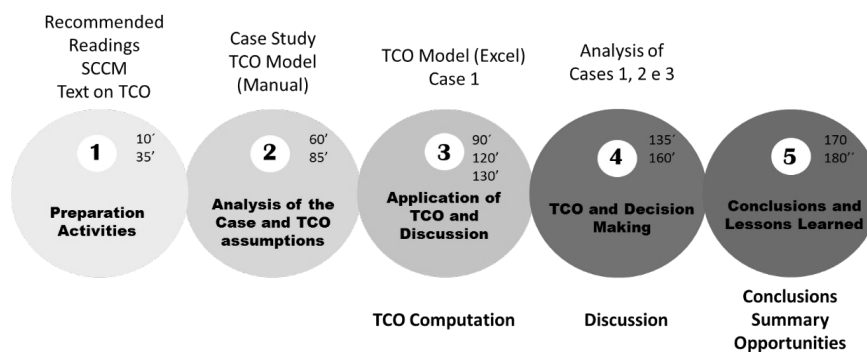 Recommended
Readings
SCCM
Text on TCO
Case Study
TCO Model
(Manual)
TCO Model (Excel)
Case 1
Analysis of
Cases 1, 2 e 3
1
10´
35’
Preparation
Activities
2
60’
85’
Analysis of the
Case and TCO
assumptions
3
90’
120’
130’
Application of
TCO and
Discussion
4
135’
160’
TCO and Decision
Making
5
170
180’’
Conclusions and
Lessons Learned
TCO Computation
Discussion
Conclusions
Summary
Opportunities